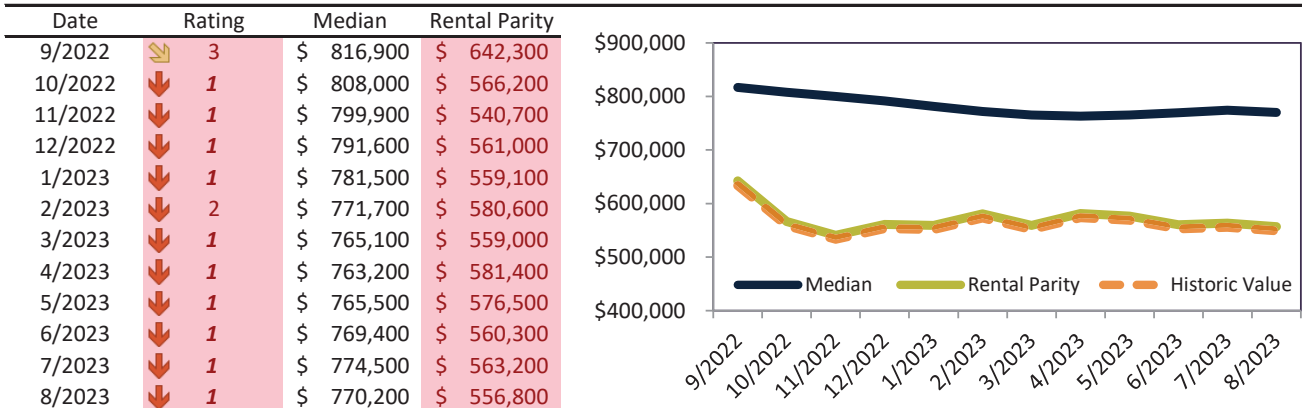 Date Rating Median Rental Parity
9/2022 3 $ 816,900 $ 642,300
10/2022 1 $ 808,000 $ 566,200
11/2022 1 $ 799,900 $ 540,700
12/2022 1 $ 791,600 $ 561,000
1/2023 1 $ 781,500 $ 559,100
2/2023 2 $ 771,700 $ 580,600
3/2023 1 $ 765,100 $ 559,000
4/2023 1 $ 763,200 $ 581,400
5/2023 1 $ 765,500 $ 576,500
6/2023 1 $ 769,400 $ 560,300
7/2023 1 $ 774,500 $ 563,200
8/2023 1 $ 770,200 $ 556,800
$900,000
$800,000
$700,000
$600,000
$500,000
$400,000
Median Rental Parity Historic Value
9/2022 10/2022 11/2022 12/2022 1/2023 2/2023 3/2023 4/2023 5/2023 6/2023 7/2023 8/2023